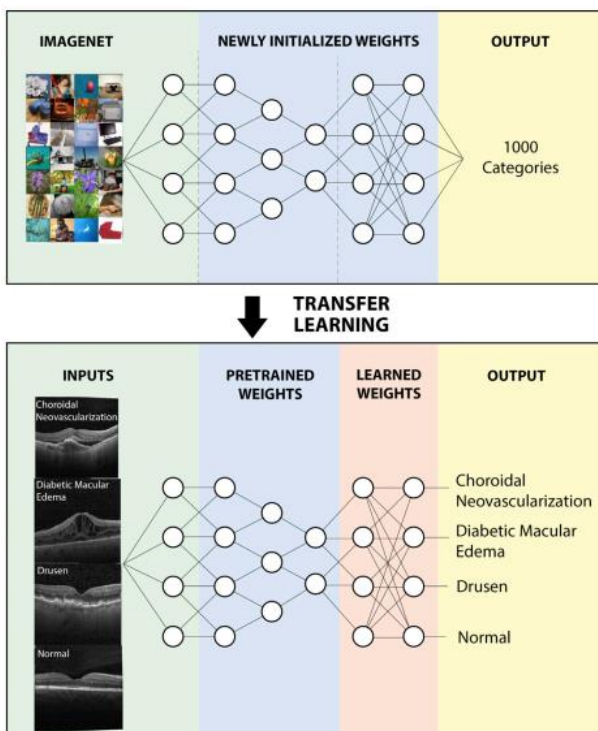 IMAGENET
NEWLY INITIALIZED WEIGHTS
OUTPUT
1000
Categories
TRANSFER
LEARNING
INPUTS
PRETRAINED
WEIGHTS
LEARNED
WEIGHTS
OUTPUT
Choroidal
Neovascularization
Diabetic Macular
Edema
Drusen
Normal
Choroidal
Neovascularization
Diabetic Macular
Edema
Drusen
Normal